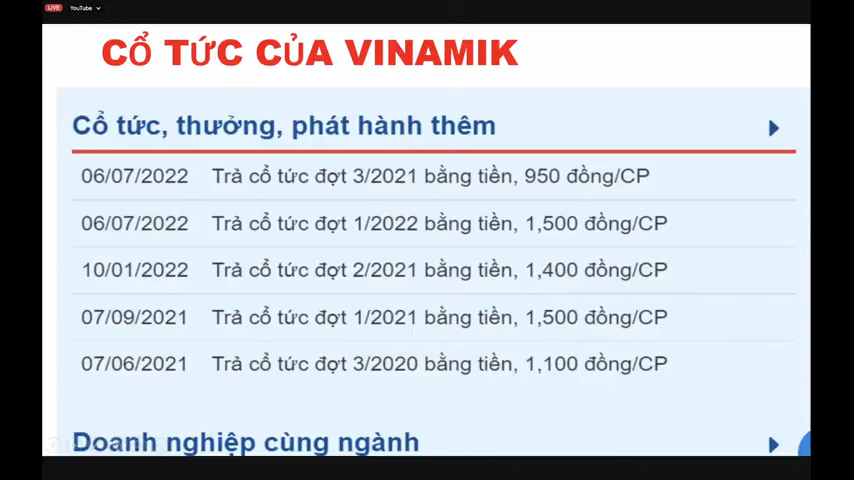 LIVE YouTube
CỔ TỨC CỦA VINAMIK
Cổ tức, thưởng, phát hành thêm
06/07/2022 Trả cổ tức đợt 3/2021 bằng tiền, 950 đồng/CP
06/07/2022 Trả cổ tức đợt 1/2022 bằng tiền, 1,500 đồng/CP
10/01/2022 Trả cổ tức đợt 2/2021 bằng tiền, 1,400 đồng/CP
07/09/2021 Trả cổ tức đợt 1/2021 bằng tiền, 1,500 đồng/CP
07/06/2021 Trả cổ tức đợt 3/2020 bằng tiền, 1,100 đồng/CP
Doanh nghiệp cùng ngành